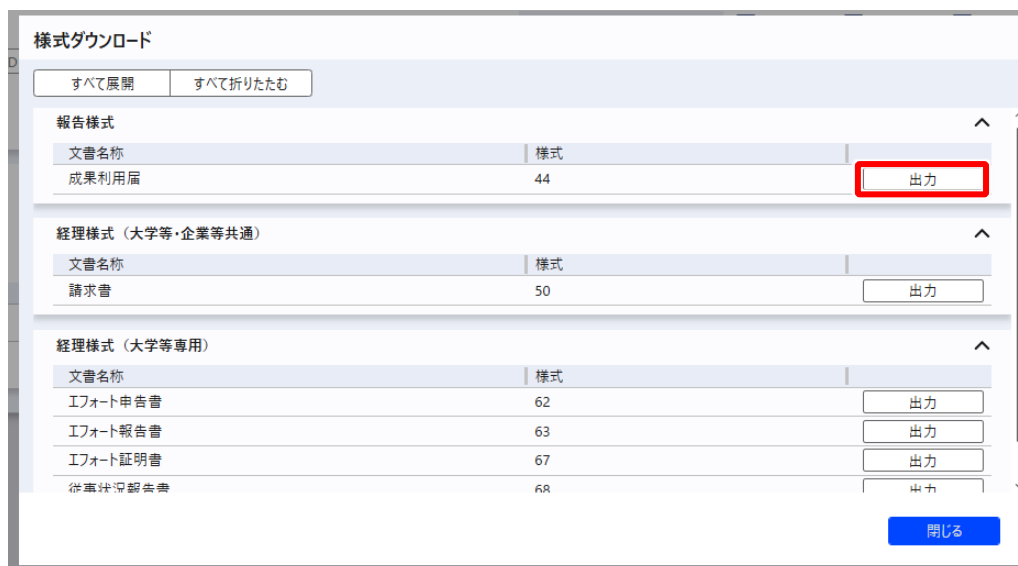 様式ダウンロード
すべて展開 すべて折りたたむ
報告様式
文書名称 様式
成果利用届 44 出力
経理様式（大学等・企業等共通）
文書名称 様式
請求書 50 出力
経理様式（大学等専用）
文書名称 様式
エフォート申告書 62 出力
エフォート報告書 63 出力
エフォート証明書 67 出力
従事状況報告書 68 出力
閉じる